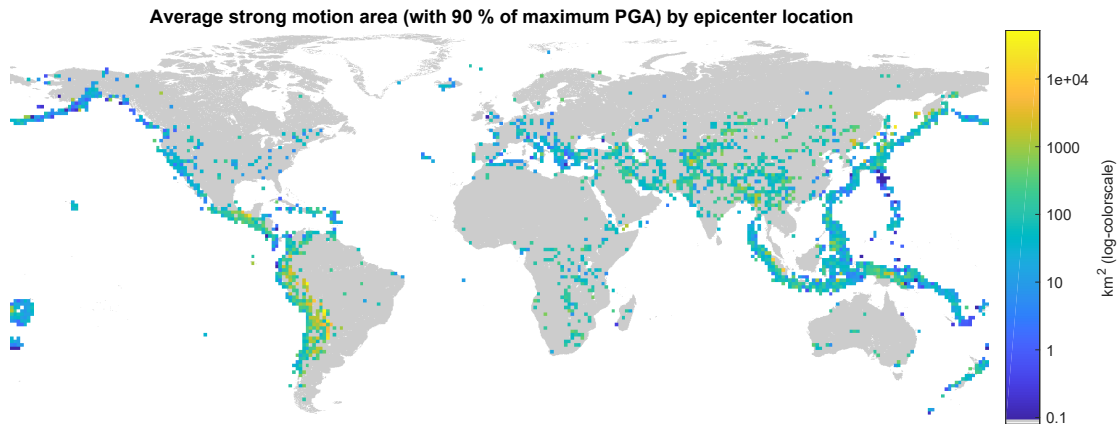 Average strong motion area (with 90 % of maximum PGA) by epicenter location
1e+04
1000
100
10
1
0.1
km² (log-colorscale)